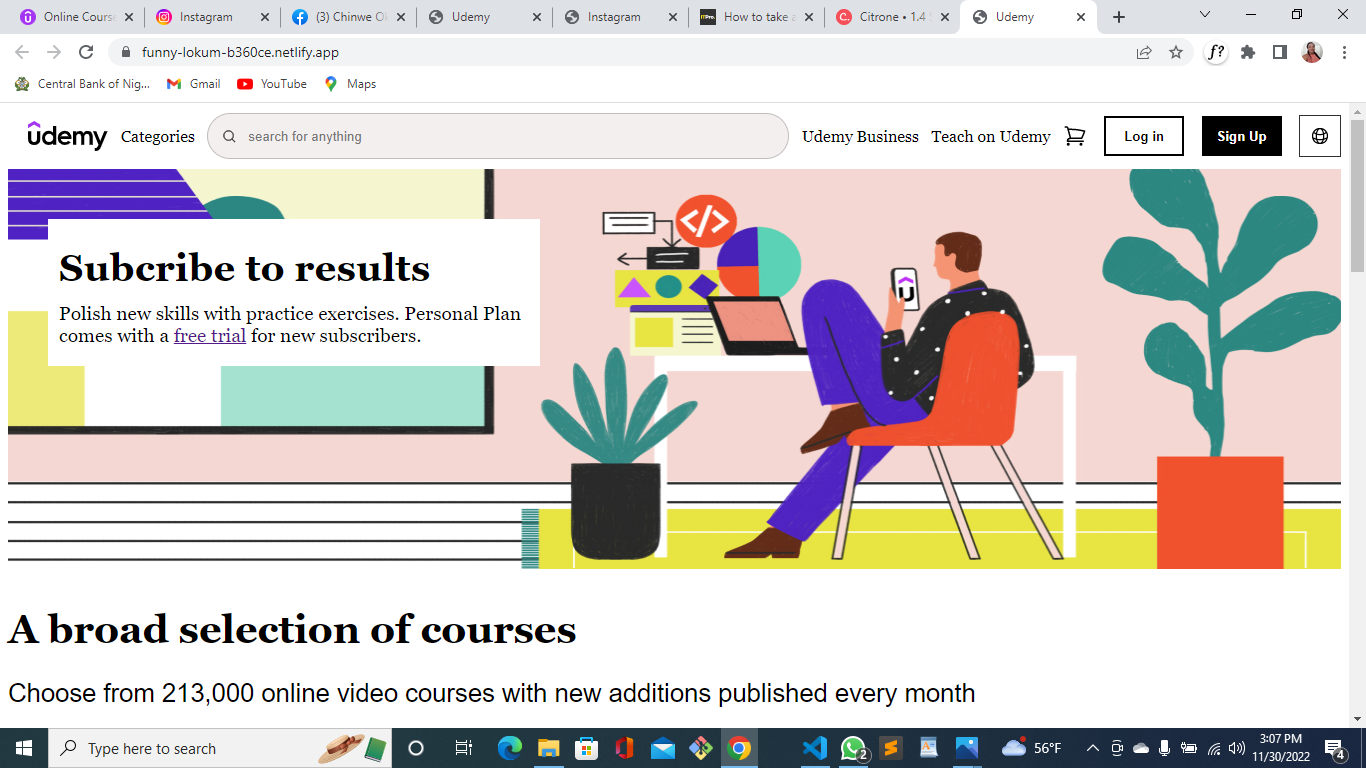 Online Cours
Instagram
(3) Chinwe Ok
Udemy
Instagram
ITPro.
How to take a
C.
Citrone • 1.4 S
Udemy
funny-lokum-b360ce.netlify.app
f?
Central Bank of Nig...
Gmail
YouTube
Maps
ûdemy
Categories
search for anything
Udemy Business
Teach on Udemy
Log in
Sign Up
Subcribe to results
Polish new skills with practice exercises. Personal Plan
comes with a free trial for new subscribers.
</>
A broad selection of courses
Choose from 213,000 online video courses with new additions published every month
Type here to search
2
56°F
3:07 PM
11/30/2022
4